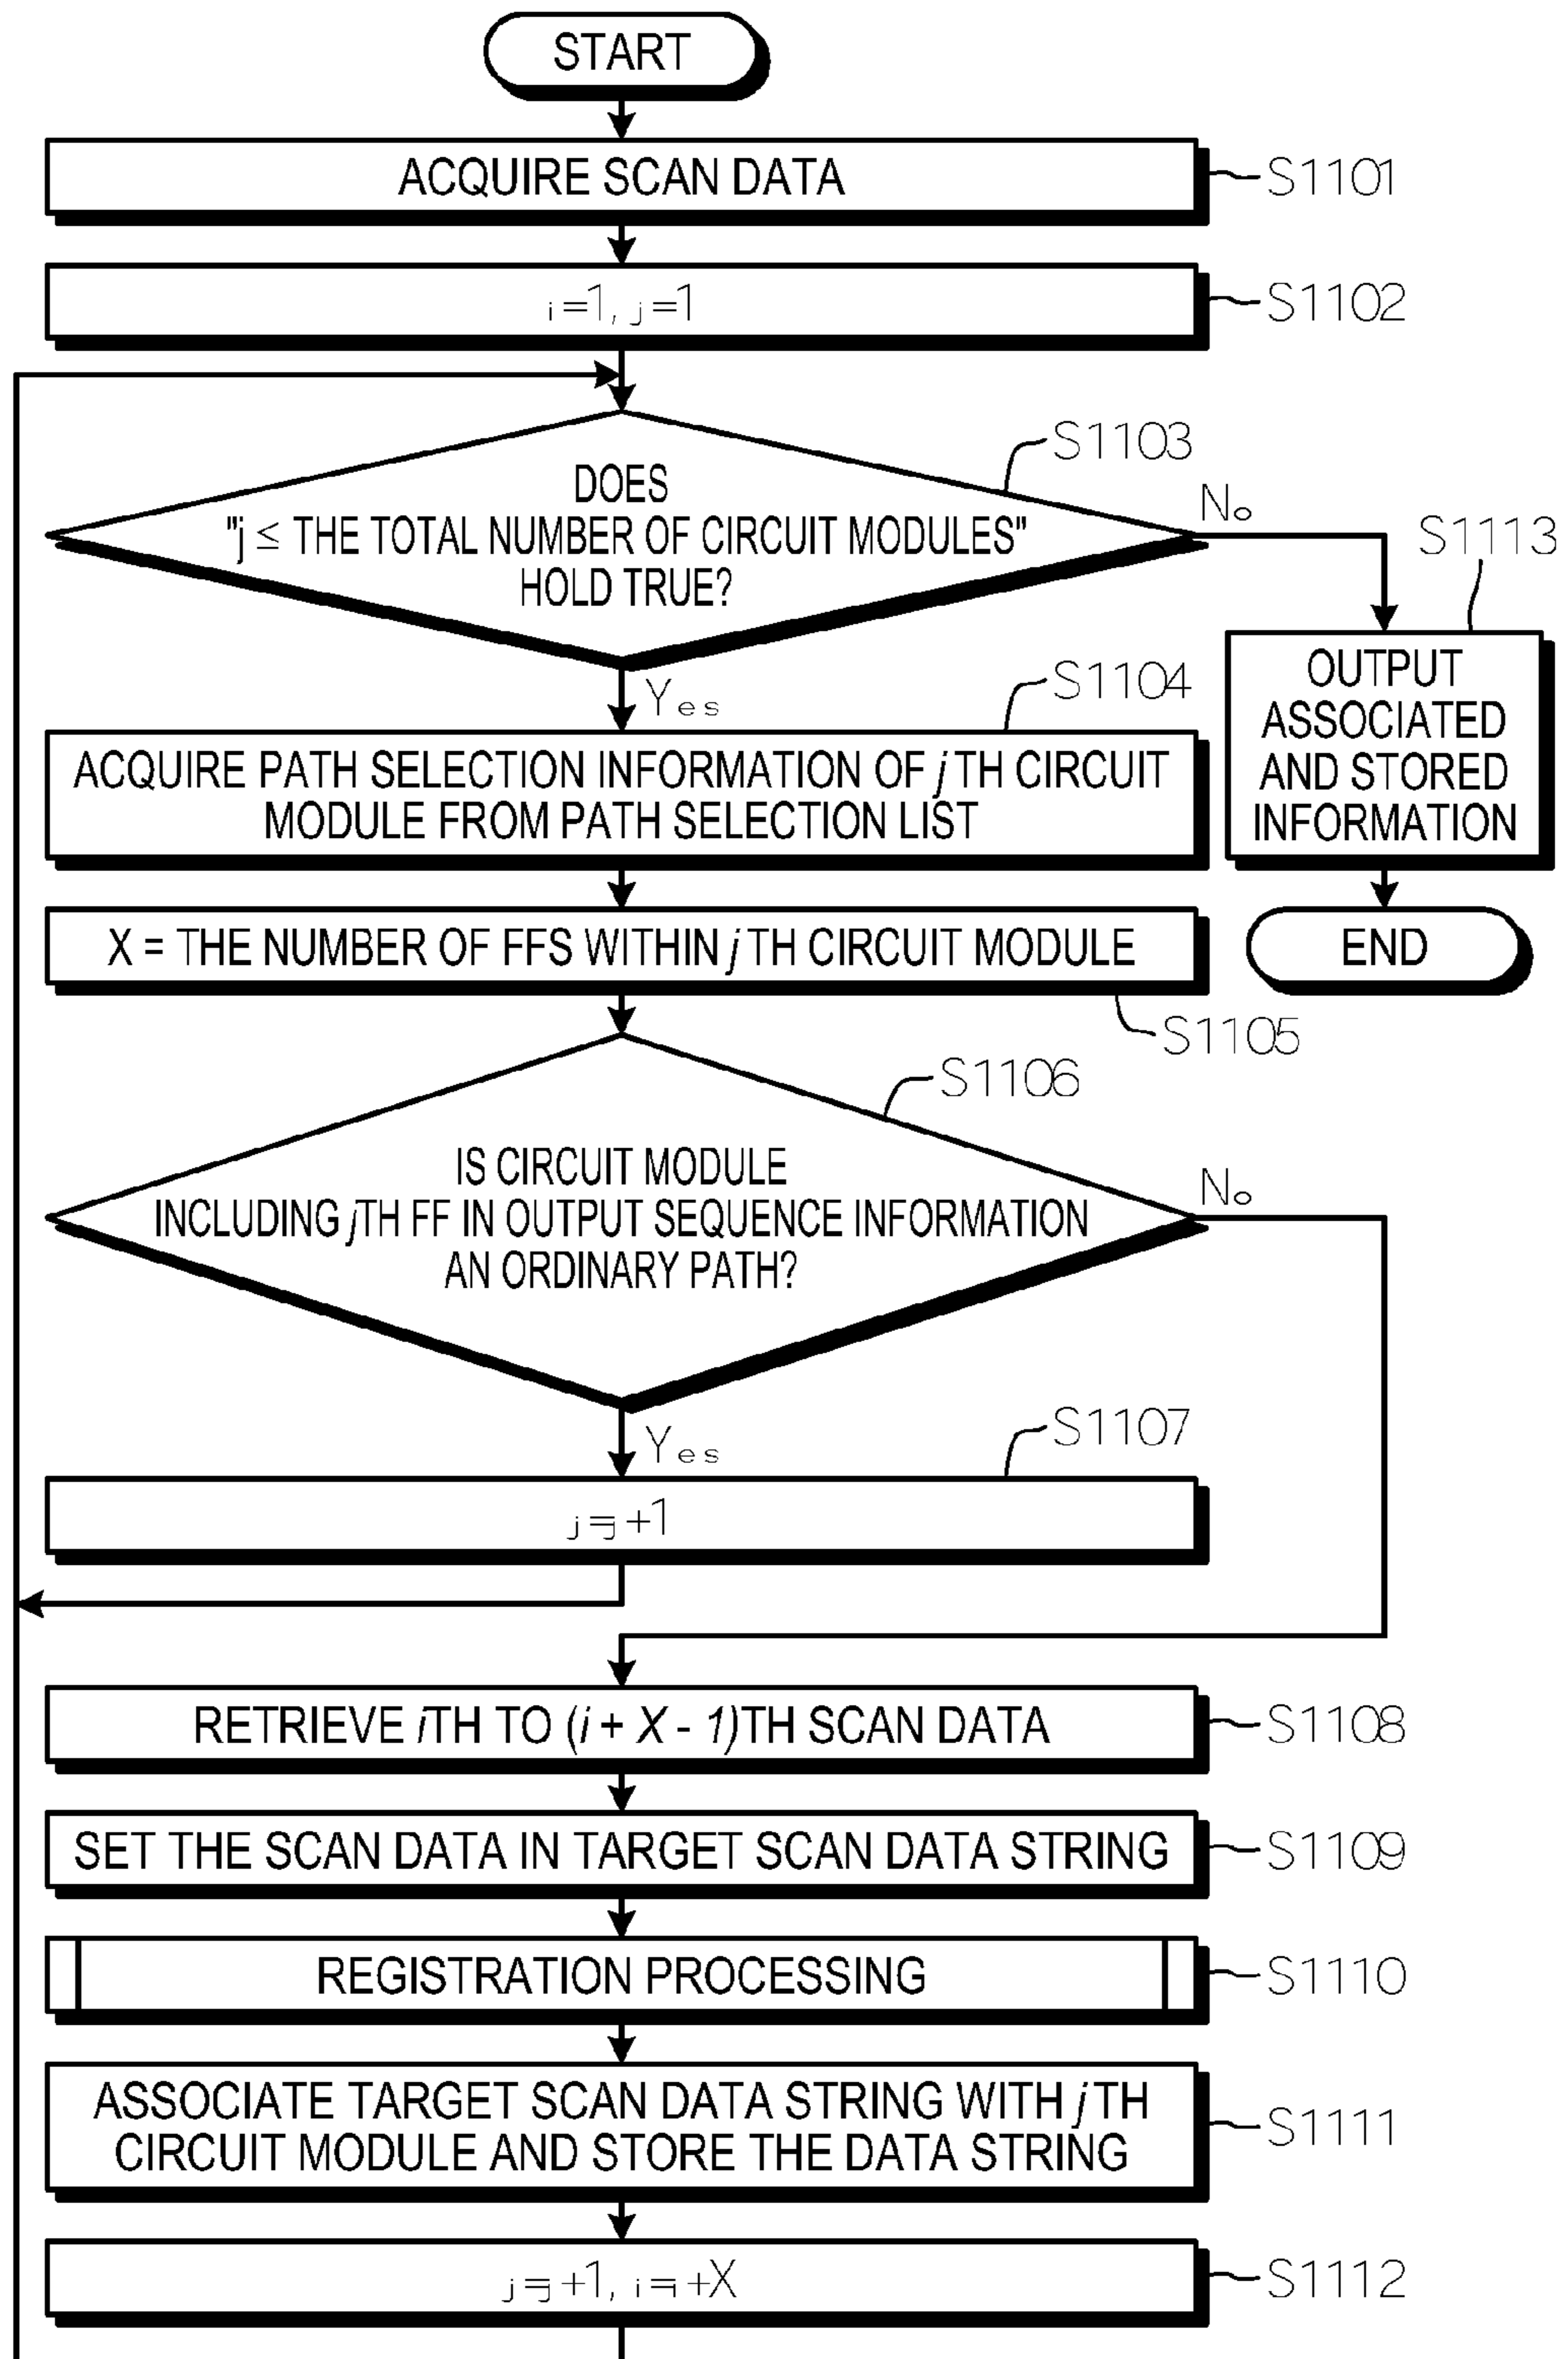 START
ACQUIRE SCAN DATA
S1101
i=1, j=1
S1102
S1103
DOES
"j ≤ THE TOTAL NUMBER OF CIRCUIT MODULES"
HOLD TRUE?
No
S1113
Yes
S1104
OUTPUT
ASSOCIATED
AND STORED
INFORMATION
ACQUIRE PATH SELECTION INFORMATION OF j TH CIRCUIT
MODULE FROM PATH SELECTION LIST
X = THE NUMBER OF FFS WITHIN j TH CIRCUIT MODULE
END
S1105
S1106
IS CIRCUIT MODULE
INCLUDING jTH FF IN OUTPUT SEQUENCE INFORMATION
AN ORDINARY PATH?
No
Yes
S1107
j=j+1
RETRIEVE iTH TO (i + X - 1)TH SCAN DATA
S1108
SET THE SCAN DATA IN TARGET SCAN DATA STRING
S1109
REGISTRATION PROCESSING
S1110
ASSOCIATE TARGET SCAN DATA STRING WITH j TH
CIRCUIT MODULE AND STORE THE DATA STRING
S1111
j=j+1, i=i+X
S1112